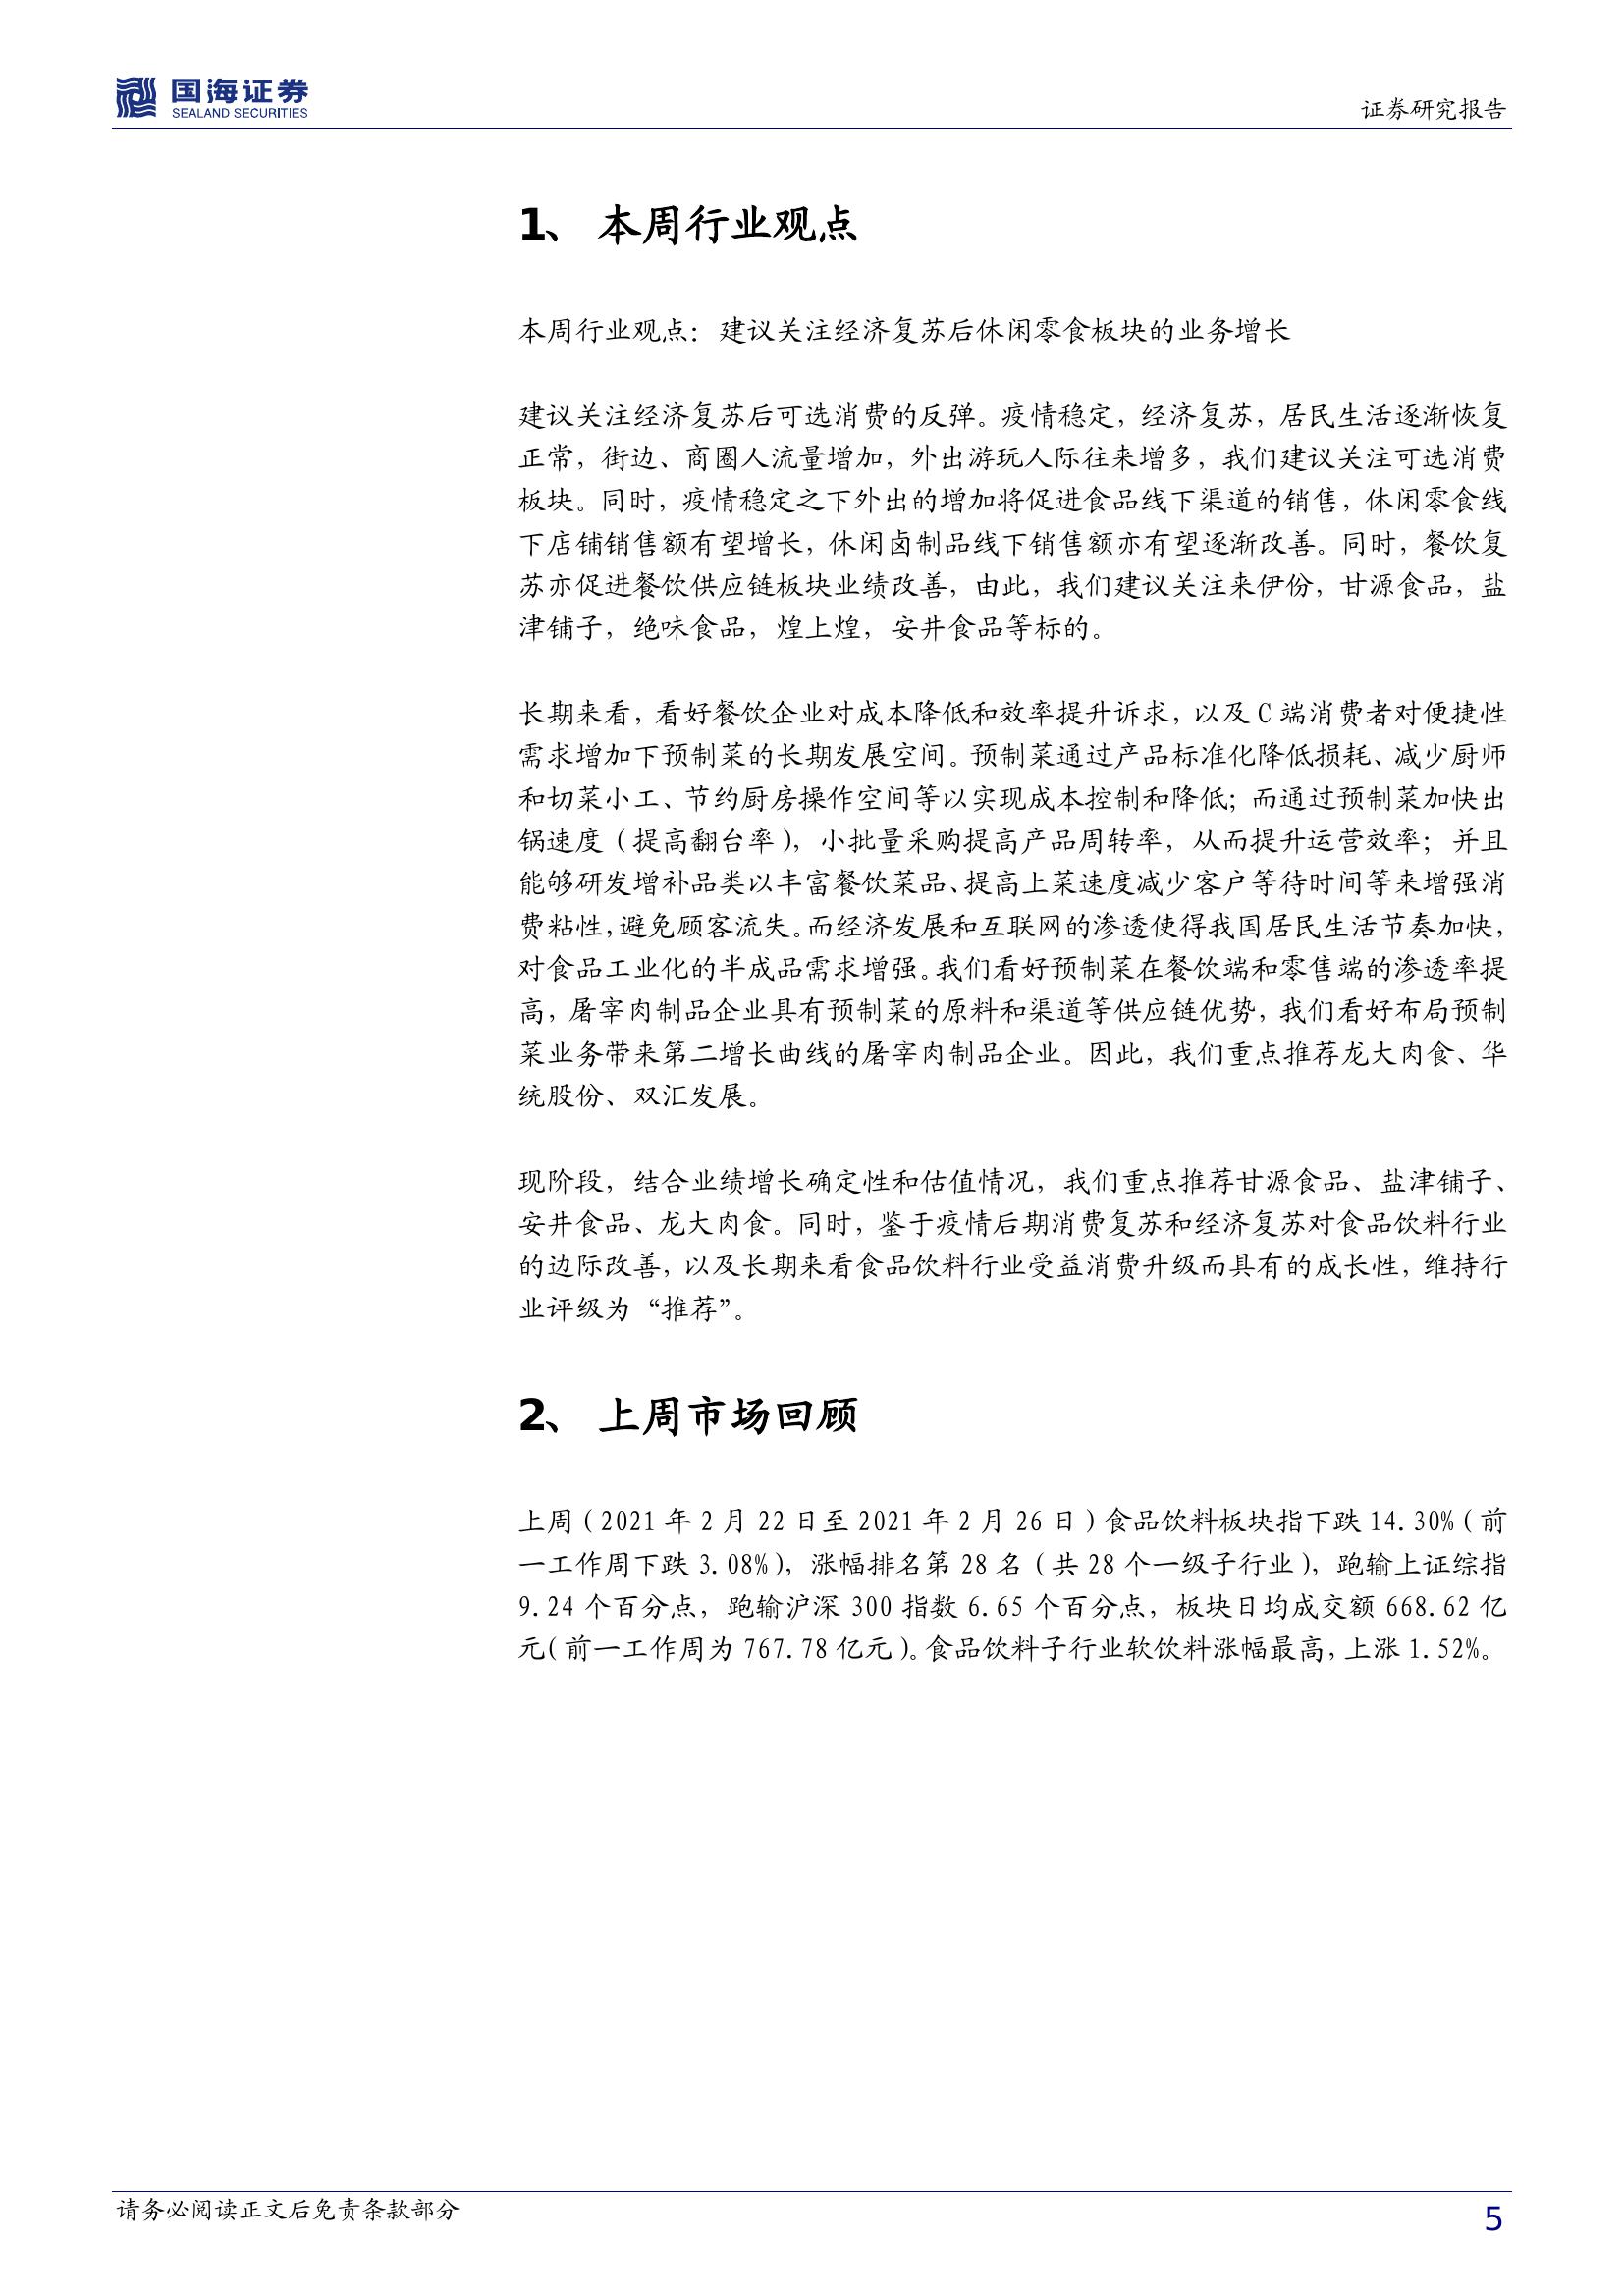 国海证券
SEALAND SECURITIES
证券研究报告
1、 本周行业观点
本周行业观点：建议关注经济复苏后休闲零食板块的业务增长
建议关注经济复苏后可选消费的反弹。疫情稳定，经济复苏，居民生活逐渐恢复
正常，街边、商圈人流量增加，外出游玩人际往来增多，我们建议关注可选消费
板块。同时，疫情稳定之下外出的增加将促进食品线下渠道的销售，休闲零食线
下店铺销售额有望增长，休闲卤制品线下销售额亦有望逐渐改善。同时，餐饮复
苏亦促进餐饮供应链板块业绩改善，由此，我们建议关注来伊份，甘源食品，盐
津铺子，绝味食品，煌上煌，安井食品等标的。
长期来看，看好餐饮企业对成本降低和效率提升诉求，以及 C 端消费者对便捷性
需求增加下预制菜的长期发展空间。预制菜通过产品标准化降低损耗、减少厨师
和切菜小工、节约厨房操作空间等以实现成本控制和降低；而通过预制菜加快出
锅速度（提高翻台率），小批量采购提高产品周转率，从而提升运营效率；并且
能够研发增补品类以丰富餐饮菜品、提高上菜速度减少客户等待时间等来增强消
费粘性，避免顾客流失。而经济发展和互联网的渗透使得我国居民生活节奏加快，
对食品工业化的半成品需求增强。我们看好预制菜在餐饮端和零售端的渗透率提
高，屠宰肉制品企业具有预制菜的原料和渠道等供应链优势，我们看好布局预制
菜业务带来第二增长曲线的屠宰肉制品企业。因此，我们重点推荐龙大肉食、华
统股份、双汇发展。
现阶段，结合业绩增长确定性和估值情况，我们重点推荐甘源食品、盐津铺子、
安井食品、龙大肉食。同时，鉴于疫情后期消费复苏和经济复苏对食品饮料行业
的边际改善，以及长期来看食品饮料行业受益消费升级而具有的成长性，维持行
业评级为“推荐”。
2、 上周市场回顾
上周（2021 年 2 月 22 日至 2021 年 2 月 26 日）食品饮料板块指下跌 14.30%（前
一工作周下跌 3.08%），涨幅排名第 28 名（共 28 个一级子行业），跑输上证综指
9.24 个百分点，跑输沪深 300 指数 6.65 个百分点，板块日均成交额 668.62 亿
元（前一工作周为 767.78 亿元）。食品饮料子行业软饮料涨幅最高，上涨 1.52%。
请务必阅读正文后免责条款部分
5